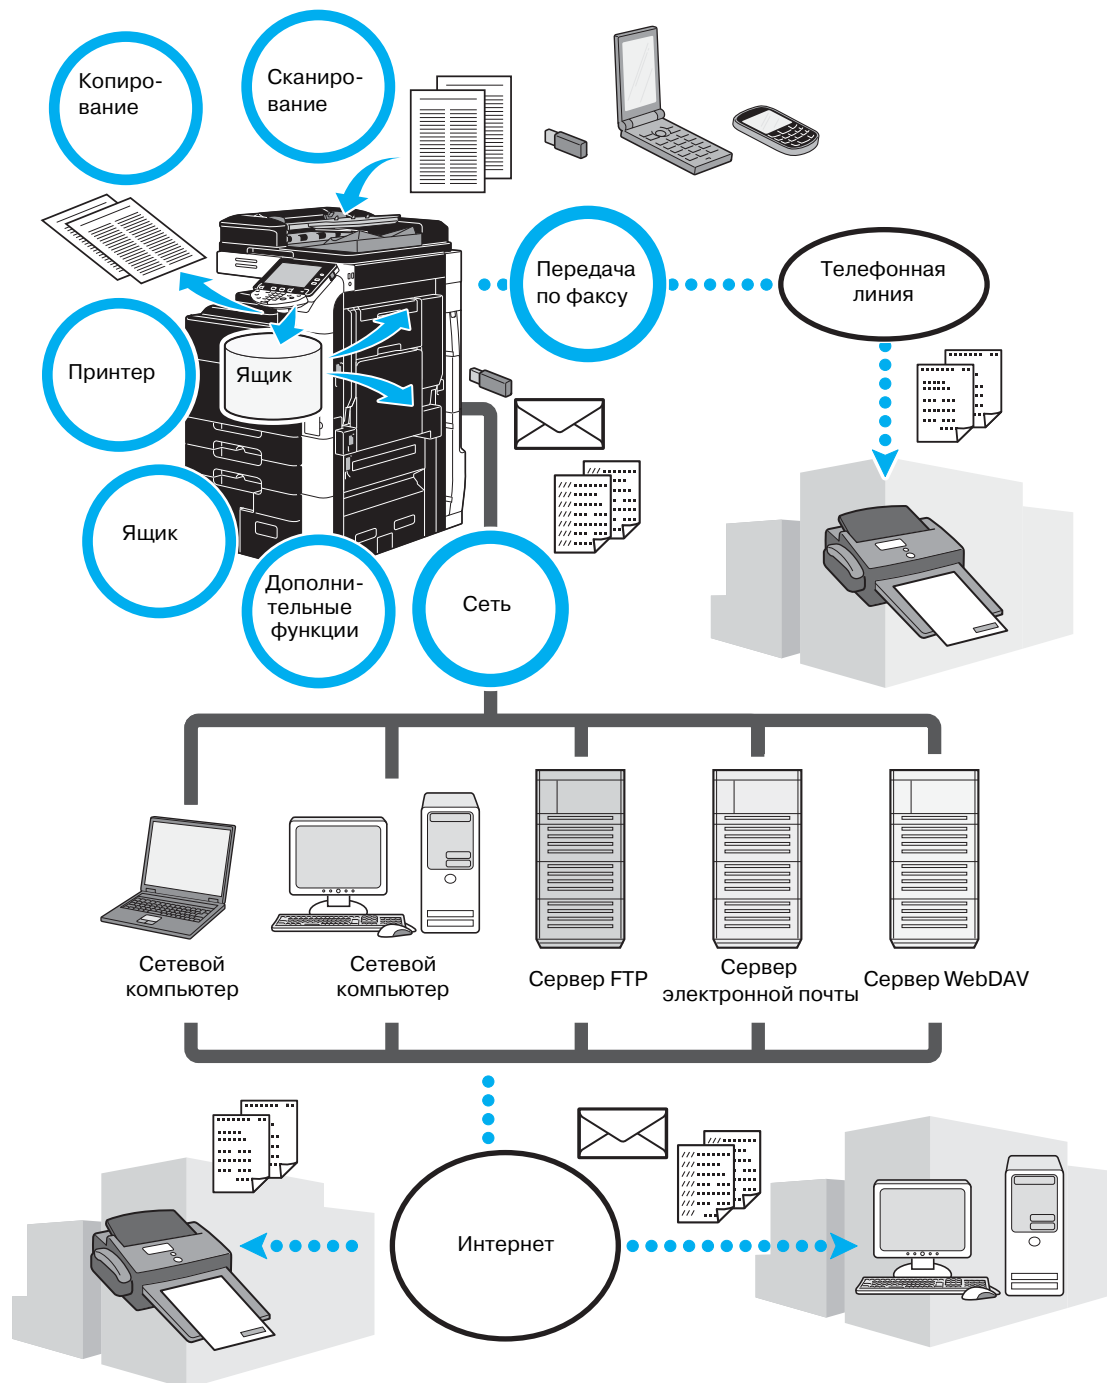 Копиро-
вание
Сканиро-
вание
Передача
по факсу
Телефонная
линия
Принтер
Ящик
Ящик
Дополни-
тельные
функции
Сеть
Сетевой
компьютер
Сетевой
компьютер
Сервер FTP
Сервер
электронной почты
Сервер WebDAV
Интернет